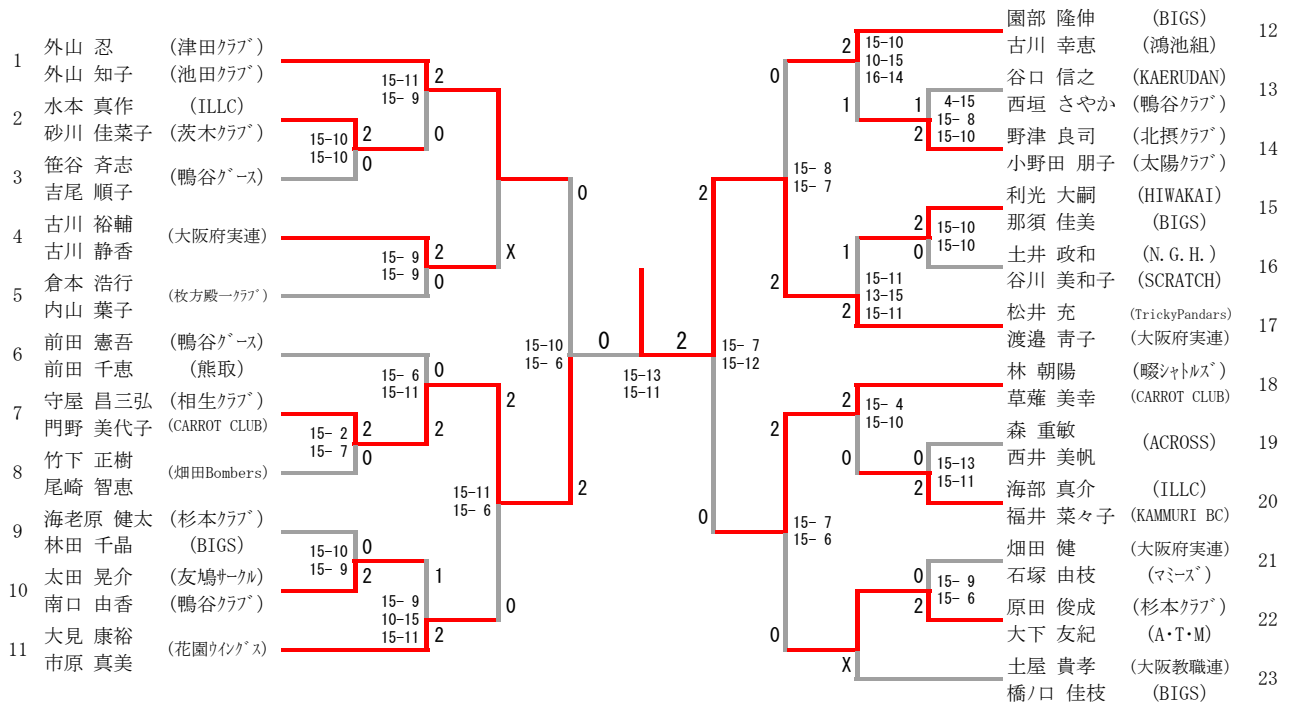 1
外山 忍 (津田ｸﾗﾌﾞ)
外山 知子 (池田ｸﾗﾌﾞ)
2
水本 真作 (ILLC)
砂川 佳菜子 (茨木ｸﾗﾌﾞ)
3
笹谷 斉志
吉尾 順子
(鴨谷ｸﾞｰｽ)
4
古川 裕輔
古川 静香
(大阪府実連)
5
倉本 浩行
内山 葉子
(枚方殿一ｸﾗﾌﾞ)
6
前田 憲吾 (鴨谷ｸﾞｰｽ)
前田 千恵 (熊取)
7
守屋 昌三弘 (相生ｸﾗﾌﾞ)
門野 美代子 (CARROT CLUB)
8
竹下 正樹
尾崎 智恵
(畑田Bombers)
9
海老原 健太 (杉本ｸﾗﾌﾞ)
林田 千晶 (BIGS)
10
太田 晃介 (友鳩ｻｰｸﾙ)
南口 由香 (鴨谷ｸﾗﾌﾞ)
11
大見 康裕
市原 真美
(花園ｳｲﾝｸﾞｽ)
15-10
15-10
2
0
15-11
15- 9
2
0
15- 9
15- 9
2
0
X
0
15- 2
15- 7
2
0
15- 6
15-11
0
2
15-10
15- 9
0
2
15- 9
10-15
15-11
1
2
15-11
15- 6
2
0
15-10
15- 6
2
0
15-13
15-11
2
15- 7
15-12
2
0
15- 8
15- 7
0
2
15-10
10-15
16-14
2
1
4-15
15- 8
15-10
1
2
15-10
15-10
2
0
15-11
13-15
15-11
1
2
15- 7
15- 6
2
0
15- 4
15-10
2
0
15-13
15-11
0
2
15- 9
15- 6
0
2
X
園部 隆伸 (BIGS)
古川 幸恵 (鴻池組)
12
谷口 信之 (KAERUDAN)
西垣 さやか (鴨谷ｸﾗﾌﾞ)
13
野津 良司 (北摂ｸﾗﾌﾞ)
小野田 朋子 (太陽ｸﾗﾌﾞ)
14
利光 大嗣 (HIWAKAI)
那須 佳美 (BIGS)
15
土井 政和 (N.G.H.)
谷川 美和子 (SCRATCH)
16
松井 充 (TrickyPandars)
渡邉 靑子 (大阪府実連)
17
林 朝陽 (畷ｼｬﾄﾙｽﾞ)
草薙 美幸 (CARROT CLUB)
18
森 重敏
西井 美帆
(ACROSS)
19
海部 真介 (ILLC)
福井 菜々子 (KAMMURI BC)
20
畑田 健 (大阪府実連)
石塚 由枝 (ﾏﾐｰｽﾞ)
21
原田 俊成 (杉本ｸﾗﾌﾞ)
大下 友紀 (A･T･M)
22
土屋 貴孝 (大阪教職連)
橋ノ口 佳枝 (BIGS)
23